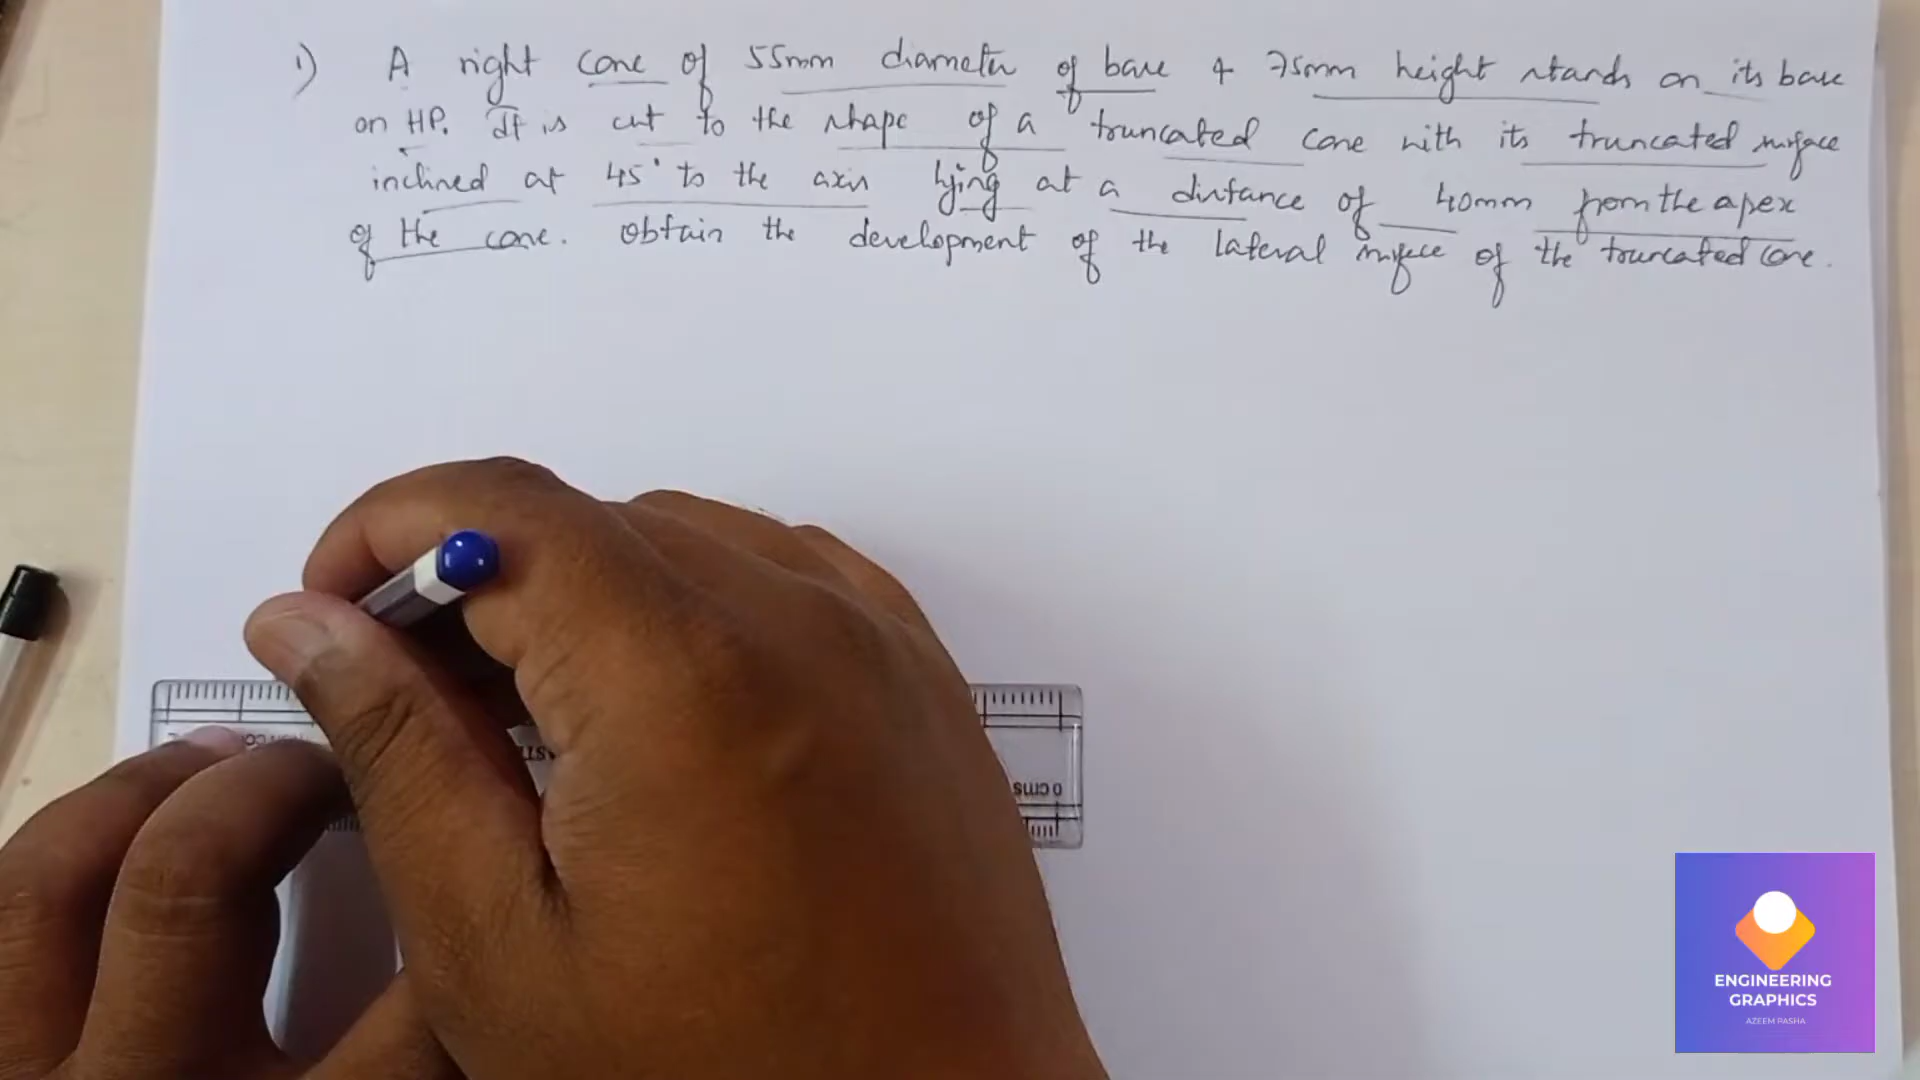 1) A right cone of 55mm diameter of base & 75mm height stands on its base
on HP. It is cut to the shape of a truncated cone with its truncated surface
inclined at 45° to the axis lying at a distance of 40mm from the apex
of the cone. Obtain the development of the lateral surface of the truncated cone.
0 cms
ENGINEERING
GRAPHICS
AZEEM PASHA